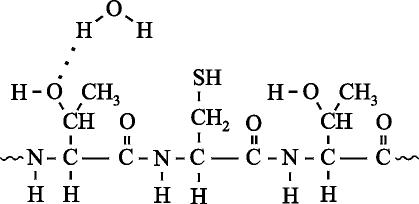 O
H H
SH
H–O CH₃ H–O CH₃
CH O CH₂ O CH O
N – C – C – N – C – C – N – C – C
H H H H H H